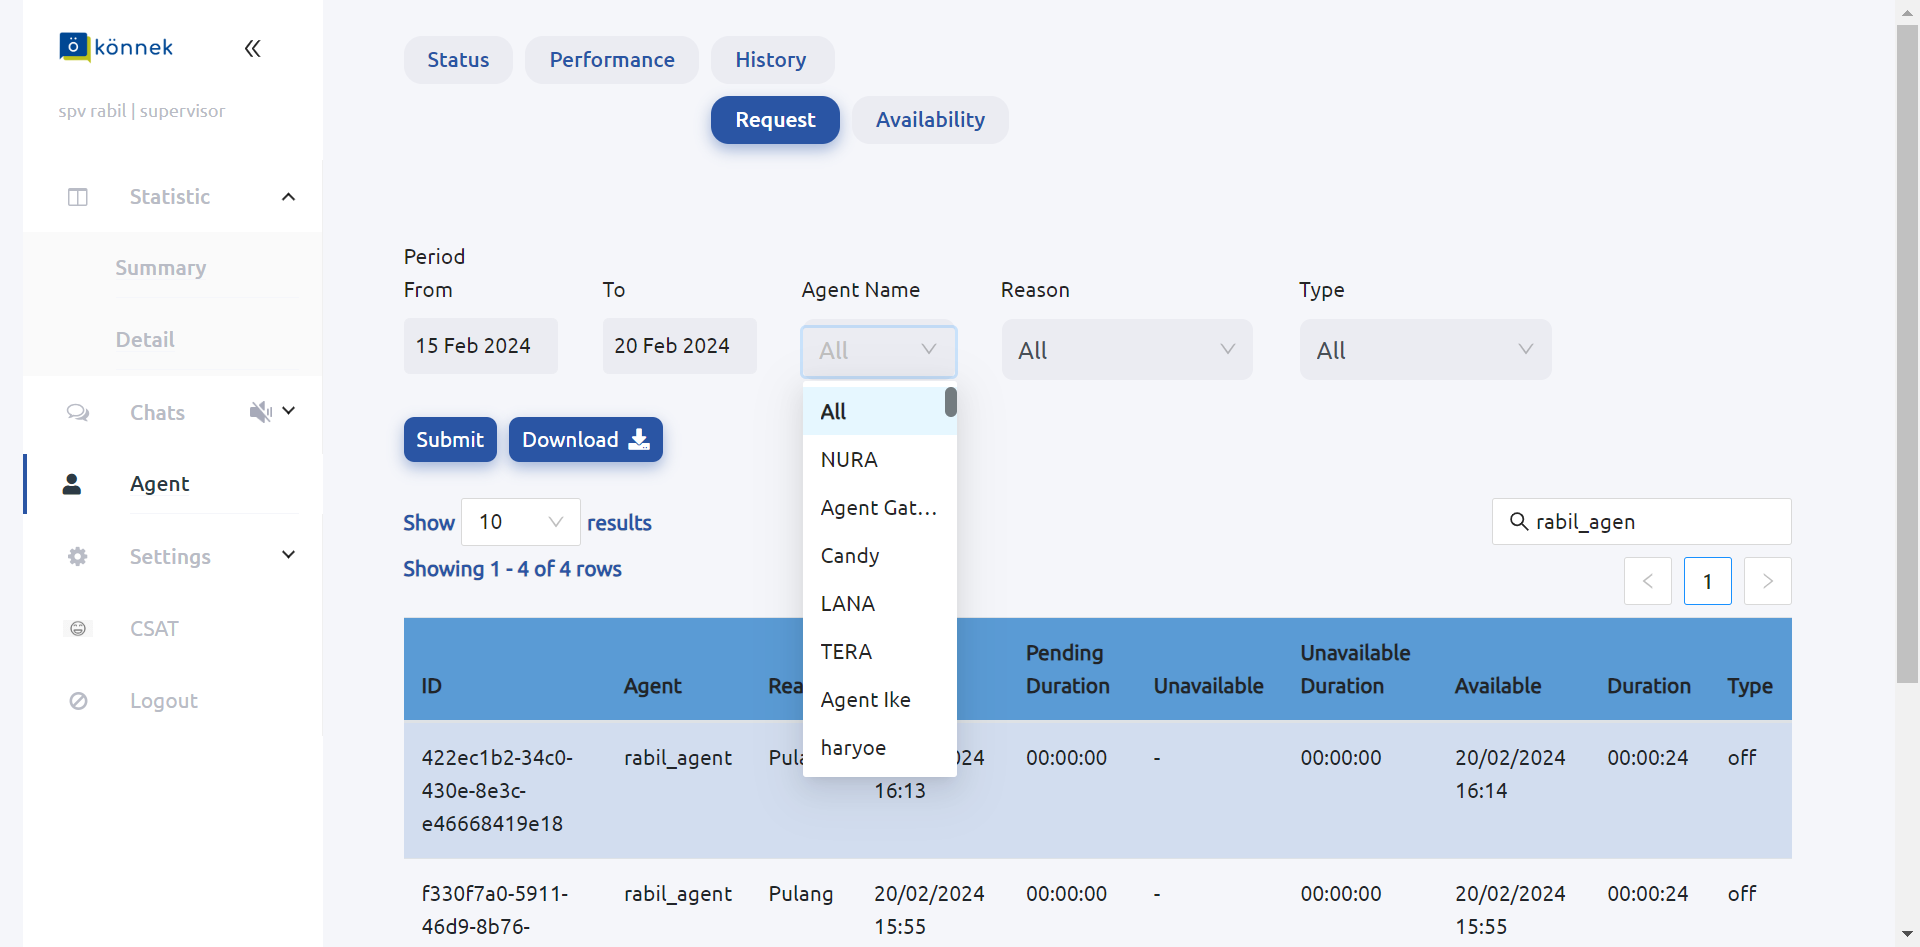 könnek
spv rabil | supervisor
Statistic
Summary
Detail
Chats
Agent
Settings
CSAT
Logout
Status
Performance
History
Request
Availability
Period
From
To
Agent Name
Reason
Type
15 Feb 2024
20 Feb 2024
All
All
All
All
NURA
Agent Gat...
Candy
LANA
TERA
Agent Ike
haryoe
Submit
Download
Show 10 results
Showing 1 - 4 of 4 rows
rabil_agen
1
ID
Agent
Rea
Pending
Duration
Unavailable
Unavailable
Duration
Available
Duration
Type
422ec1b2-34c0-
430e-8e3c-
e46668419e18
rabil_agent
Pula
024
16:13
00:00:00
-
00:00:00
20/02/2024
16:14
00:00:24
off
f330f7a0-5911-
46d9-8b76-
rabil_agent
Pulang
20/02/2024
15:55
00:00:00
-
00:00:00
20/02/2024
15:55
00:00:24
off